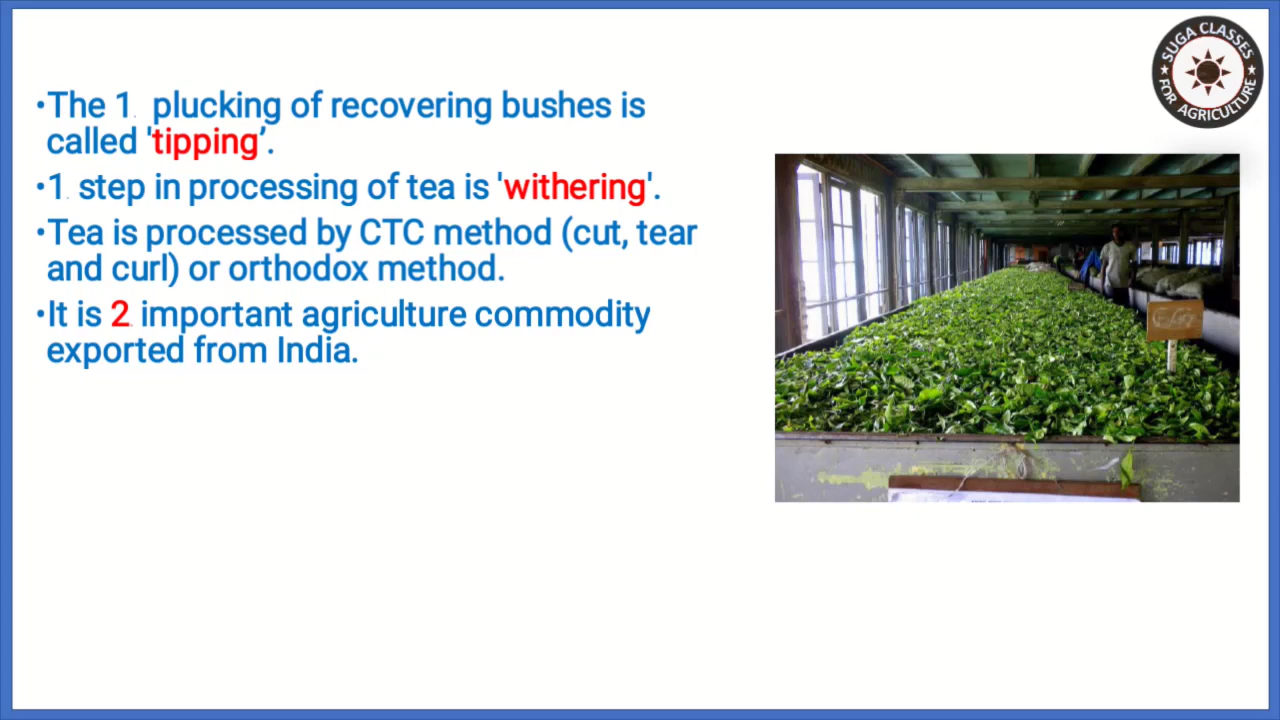 SUGA CLASSES
FOR AGRICULTURE
•The 1 plucking of recovering bushes is
called 'tipping’.
•1 step in processing of tea is 'withering'.
•Tea is processed by CTC method (cut, tear
and curl) or orthodox method.
•It is 2 important agriculture commodity
exported from India.